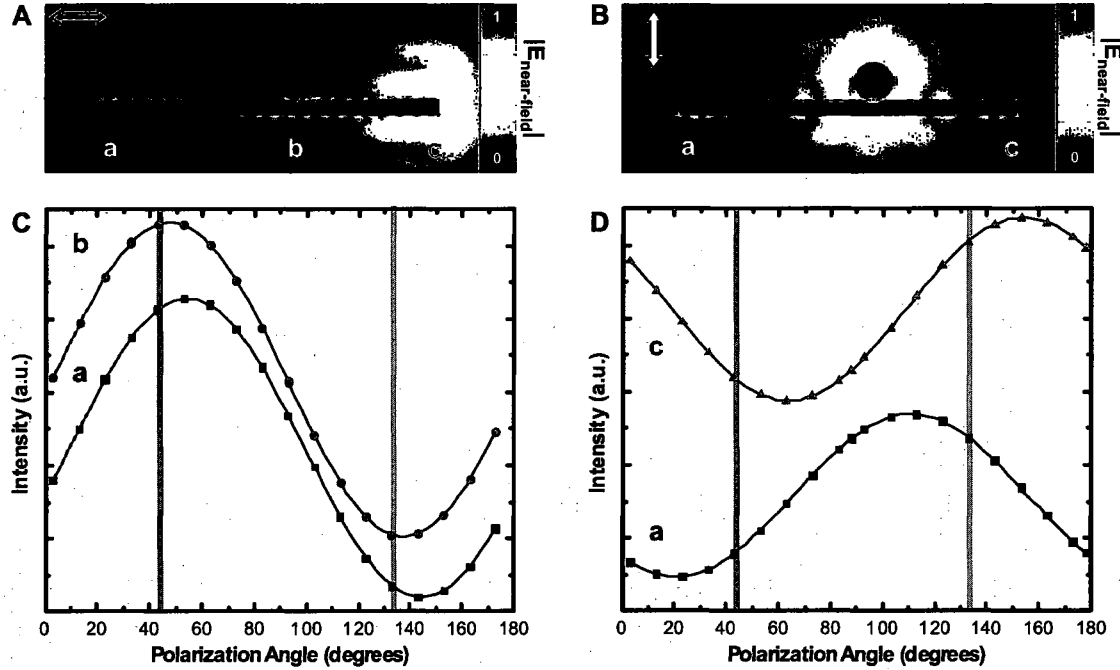 A
1
|E near-field|
0
a
b
c
B
1
|E near-field|
0
a
c
C
b
a
Intensity (a.u.)
0 20 40 60 80 100 120 140 160 180
Polarization Angle (degrees)
D
c
a
Intensity (a.u.)
0 20 40 60 80 100 120 140 160 180
Polarization Angle (degrees)